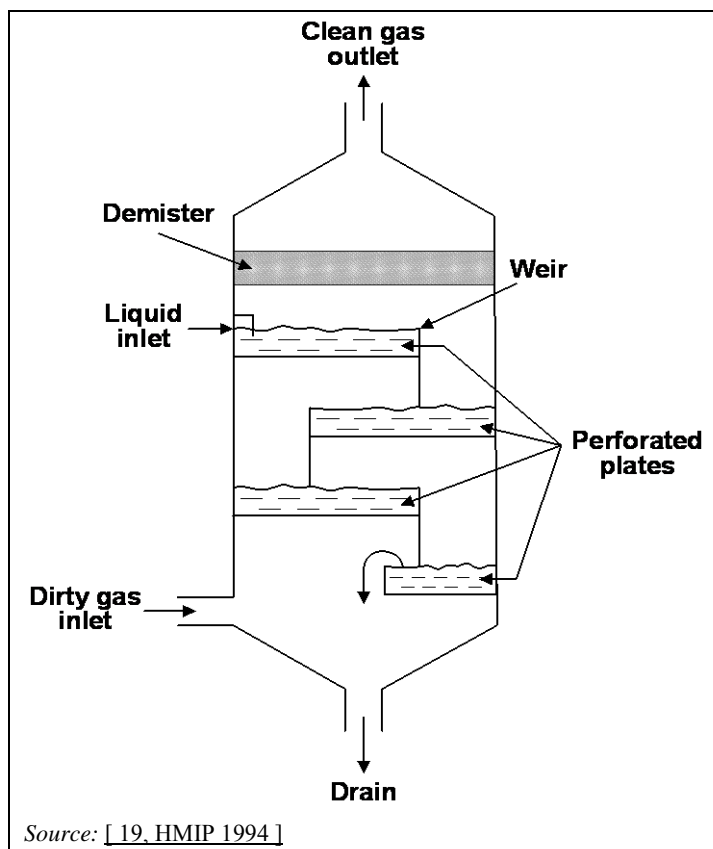 Clean gas
outlet
Demister
Weir
Liquid
inlet
Perforated
plates
Dirty gas
inlet
Drain
Source: [ 19, HMIP 1994 ]